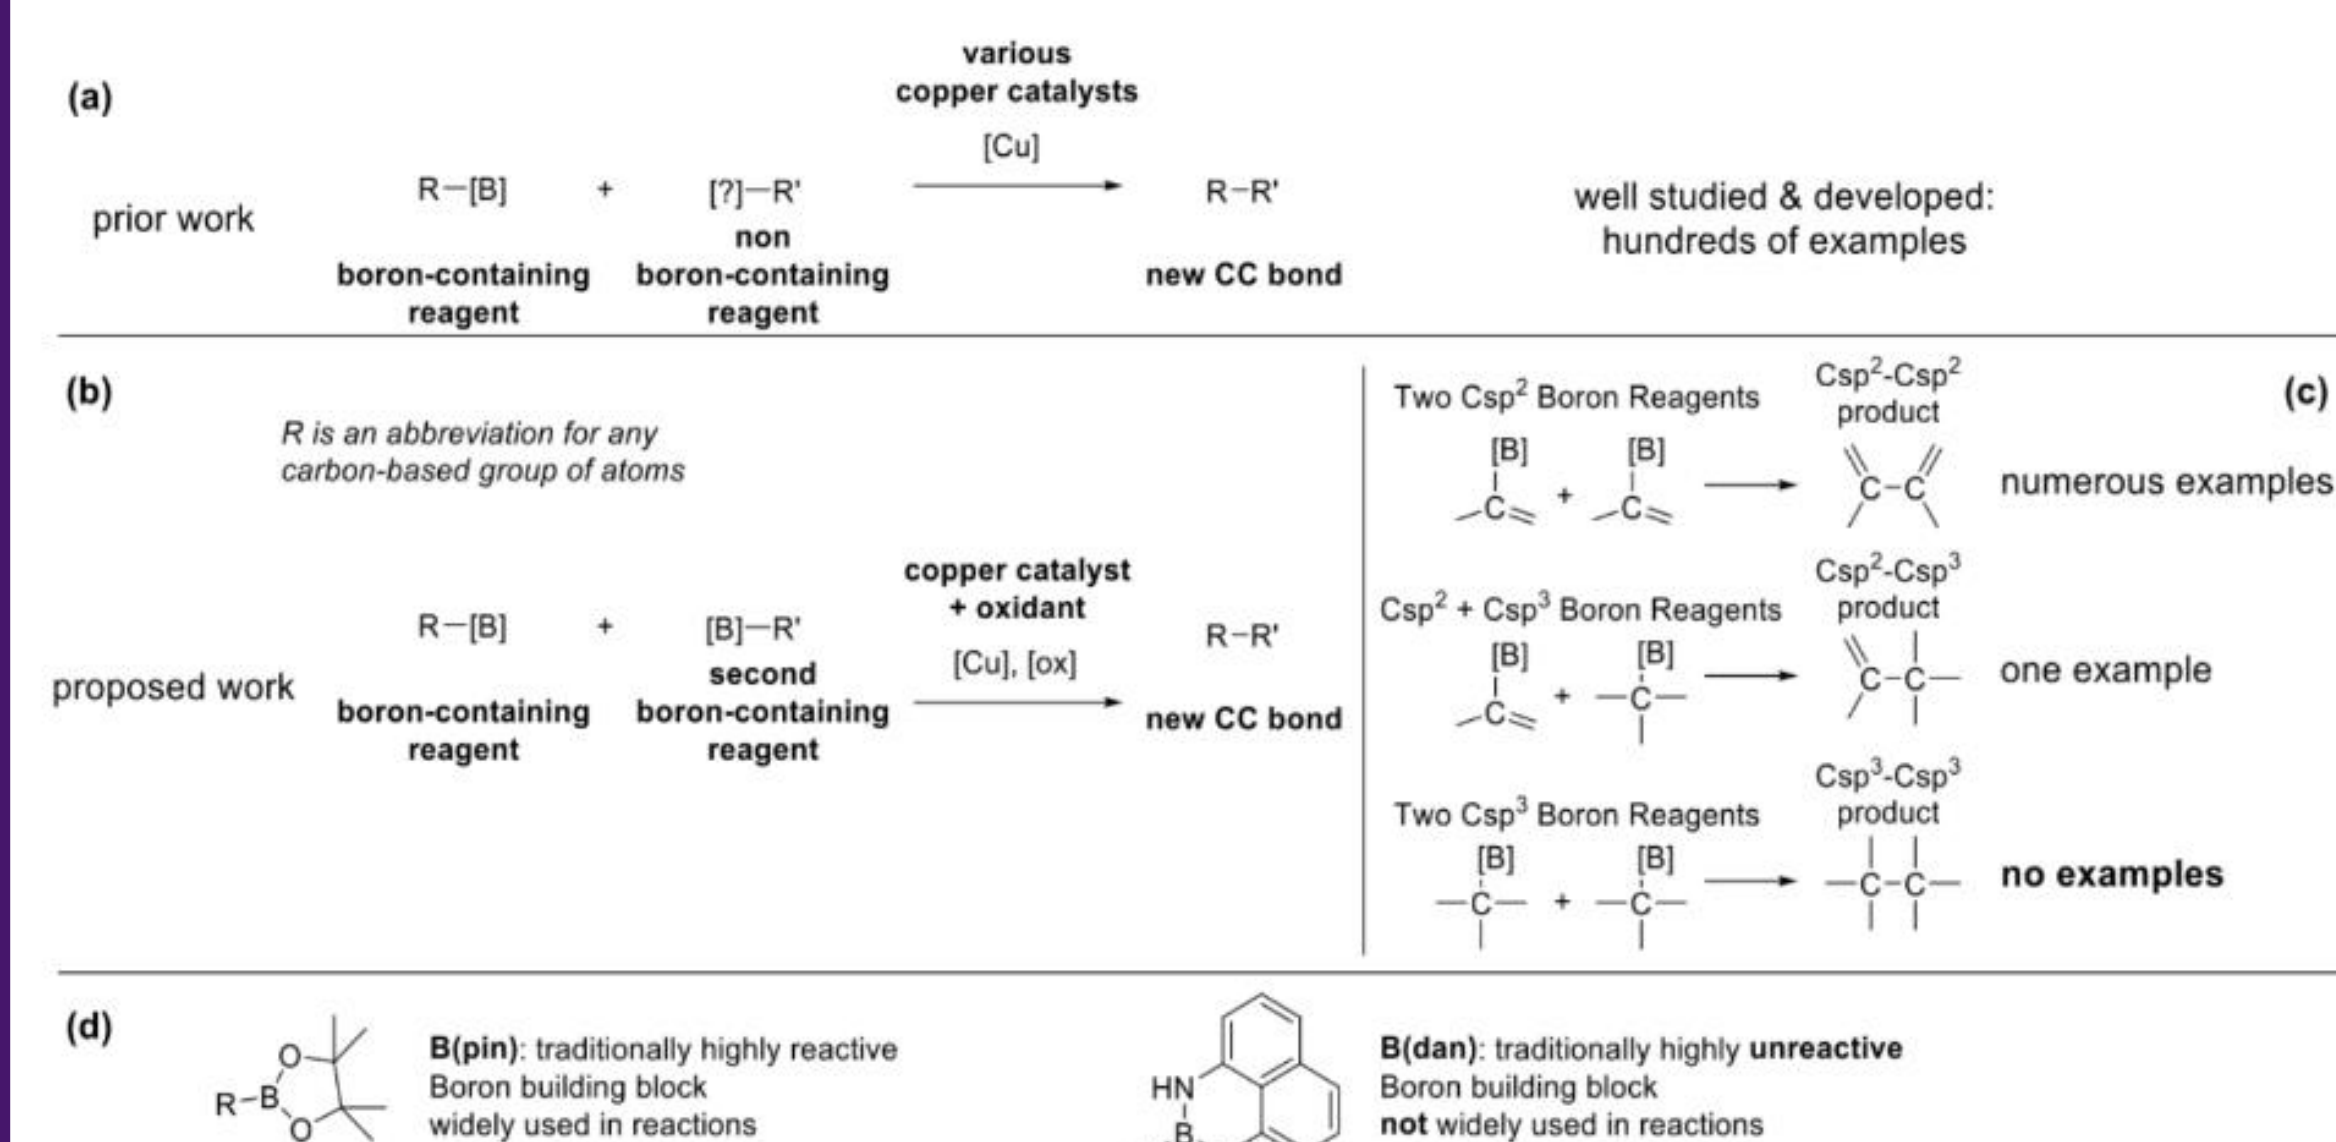 (a)
prior work
R–[B] + [?]–R'
boron-containing
reagent
non
boron-containing
reagent
various
copper catalysts
[Cu]
R–R'
new CC bond
well studied & developed:
hundreds of examples
(b)
R is an abbreviation for any
carbon-based group of atoms
proposed work
R–[B] + [B]–R'
boron-containing
reagent
second
boron-containing
reagent
copper catalyst
+ oxidant
[Cu], [ox]
R–R'
new CC bond
(c)
Two Csp² Boron Reagents
[B] [B]
C + C
Csp²-Csp²
product
C–C
numerous examples
Csp² + Csp³ Boron Reagents
[B] [B]
C + C
Csp²-Csp³
product
C–C
one example
Two Csp³ Boron Reagents
[B] [B]
C + C
Csp³-Csp³
product
C–C
no examples
(d)
R–B
O
O
B(pin): traditionally highly reactive
Boron building block
widely used in reactions
HN
B
B(dan): traditionally highly unreactive
Boron building block
not widely used in reactions